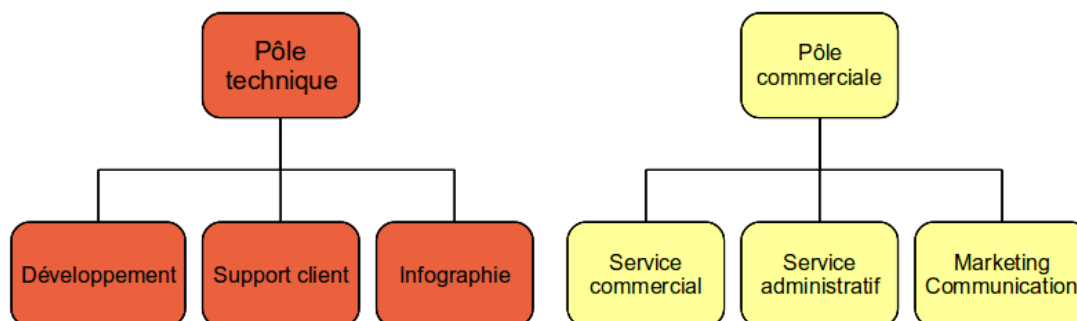 Pôle
technique
Pôle
commerciale
Développement
Support client
Infographie
Service
commercial
Service
administratif
Marketing
Communication